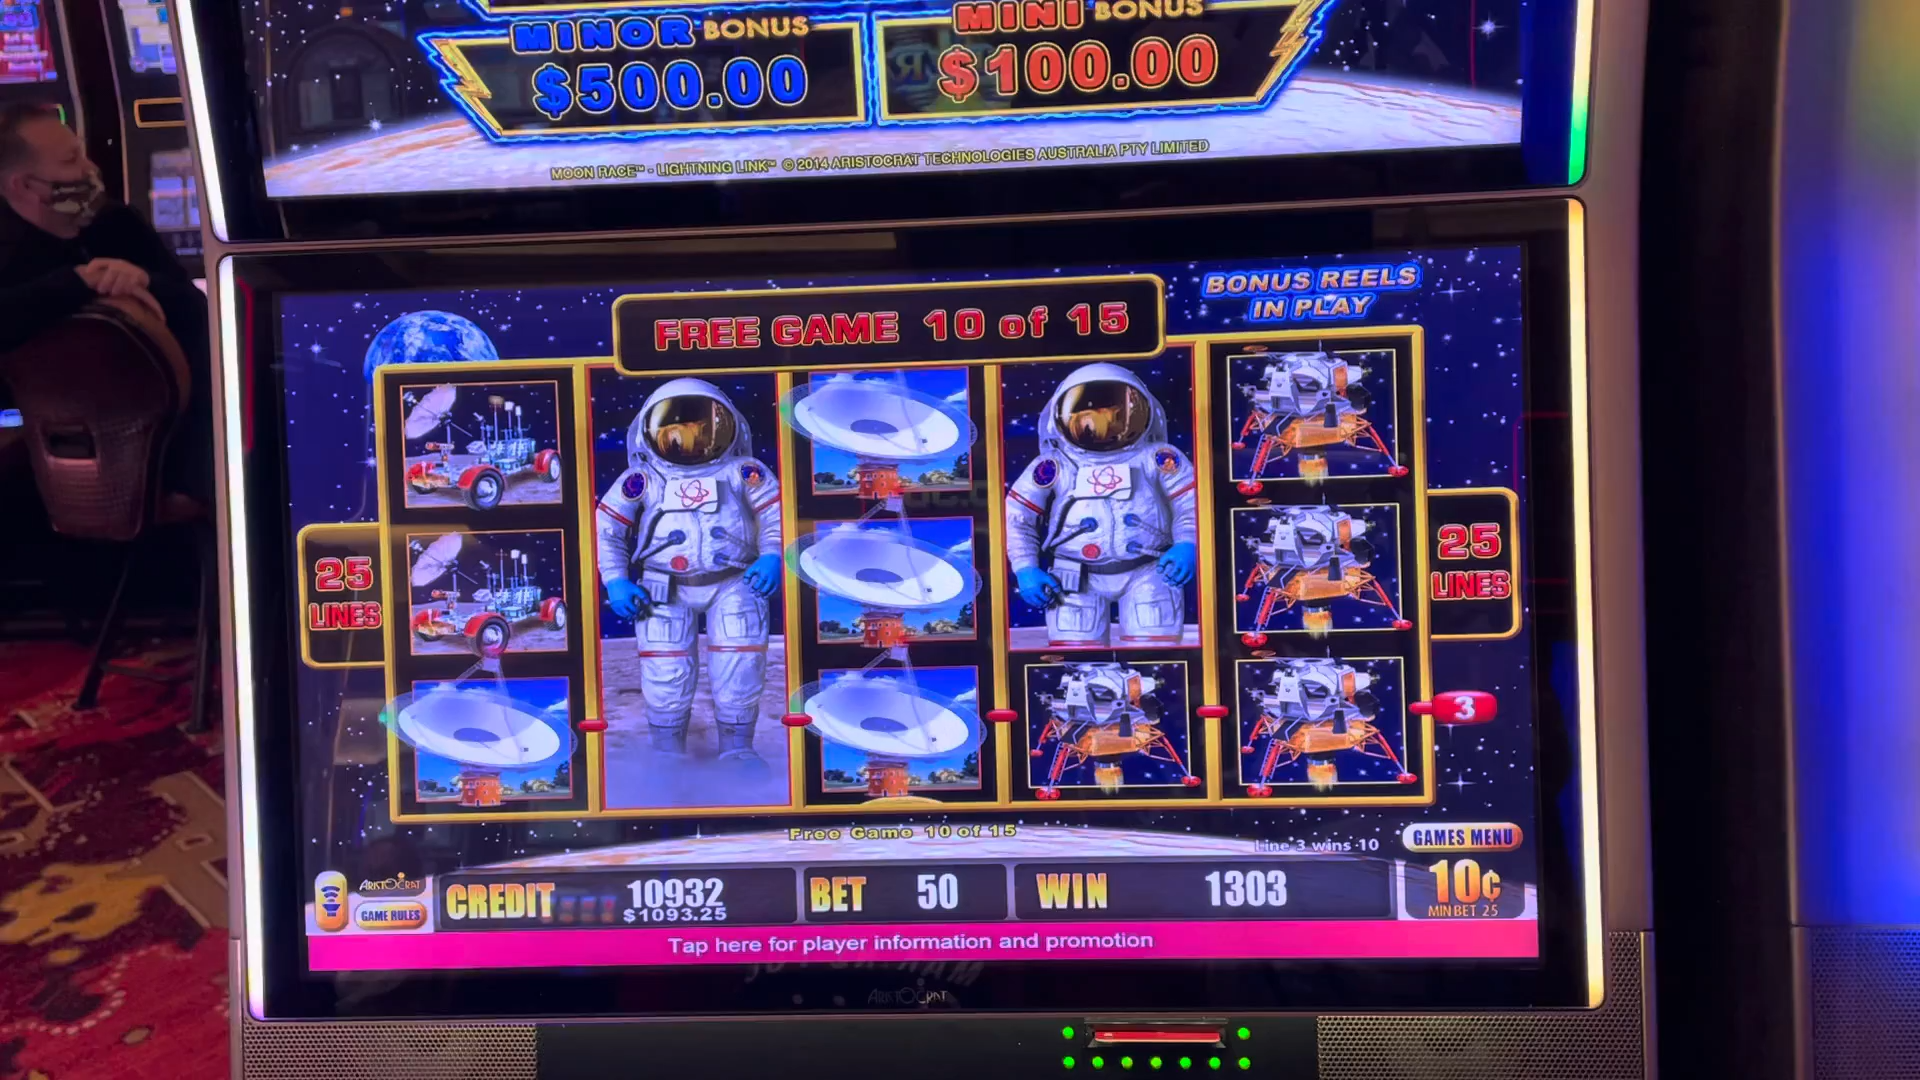 MINOR BONUS
$500.00
MINI BONUS
$100.00
MOON RACE™ - LIGHTNING LINK™ © 2014 ARISTOCRAT TECHNOLOGIES AUSTRALIA PTY LIMITED
BONUS REELS
IN PLAY
FREE GAME 10 of 15
25
LINES
25
LINES
3
Free Game 10 of 15
Line 3 wins 10
GAMES MENU
ARISTOCRAT
GAME RULES
CREDIT 10932
$1093.25
BET 50
WIN 1303
10¢
MIN BET 25
Tap here for player information and promotion
ARISTOCRAT